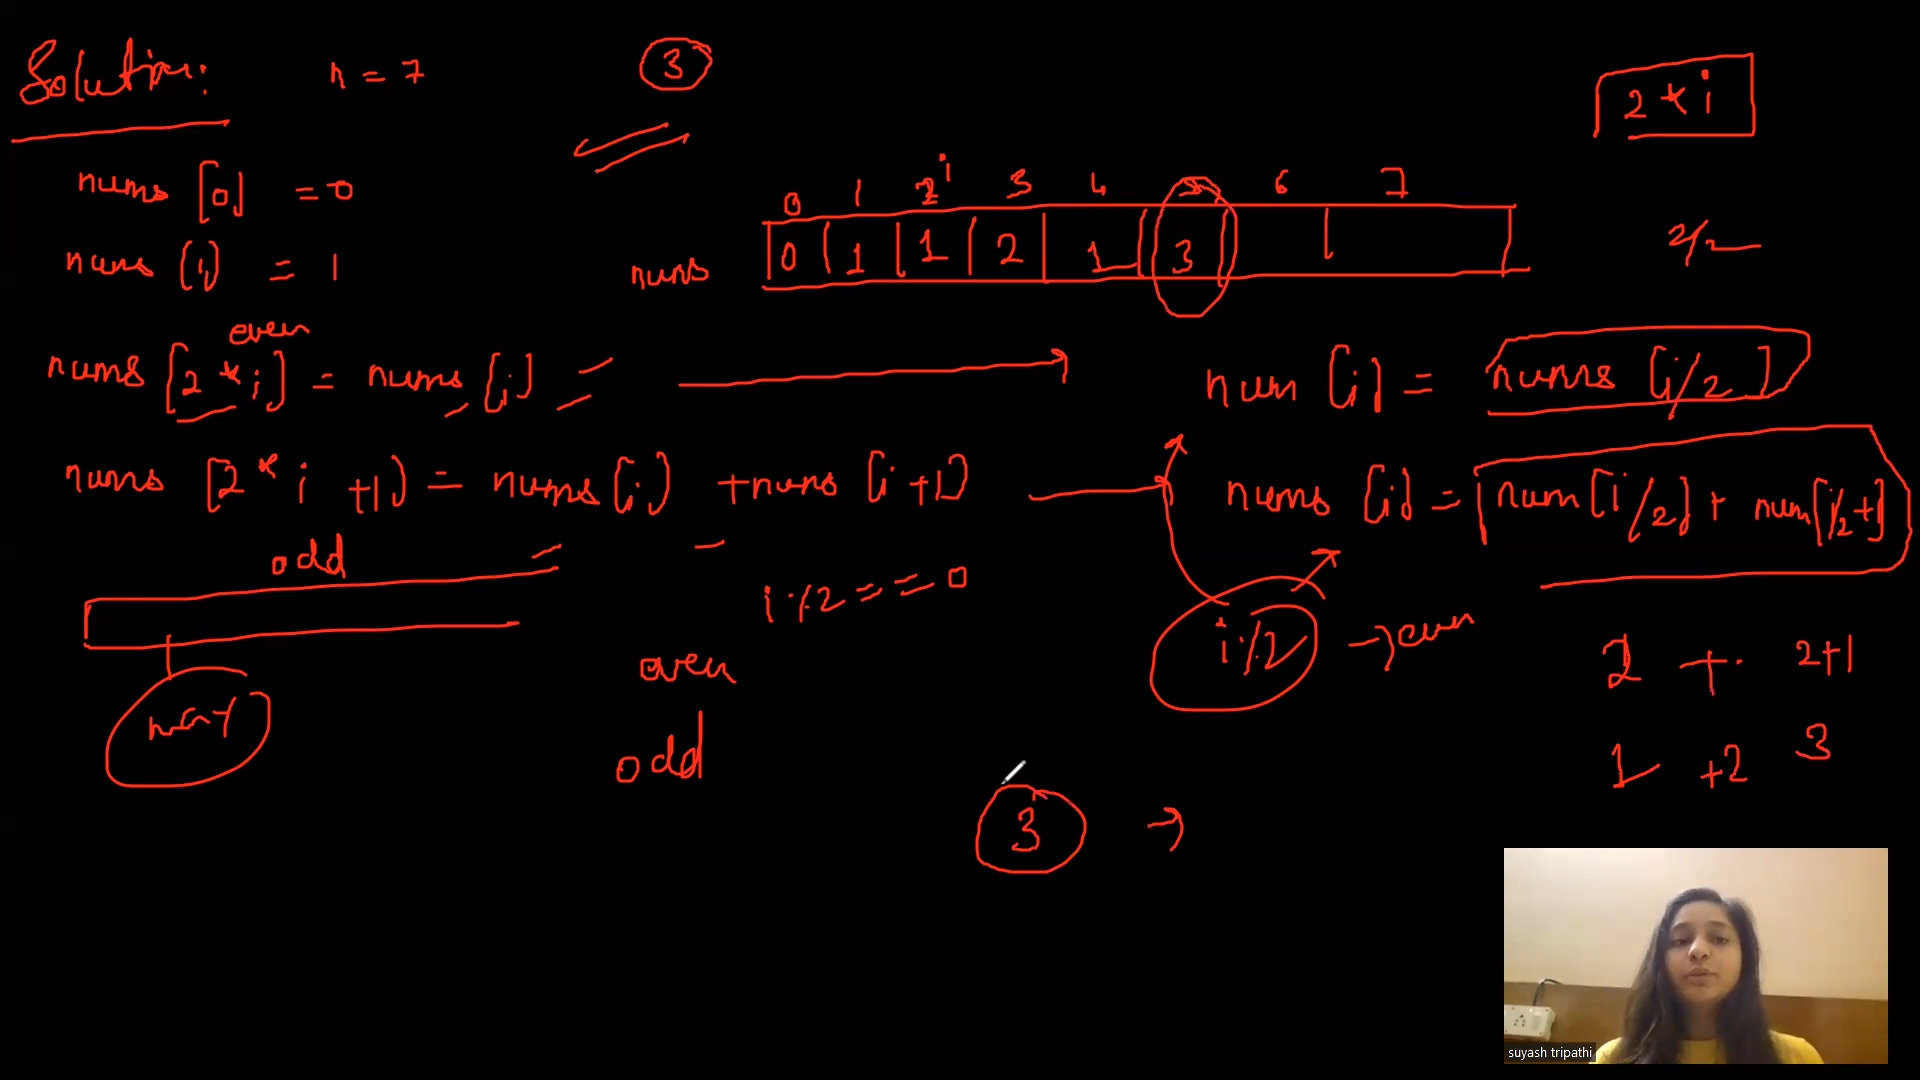 Solution: n = 7 3
2 * i
nums [0] = 0
0 1 2 i 3 4 5 6 7
nums 0 1 1 2 1 3
nums [1] = 1
2/2
even
nums [2 * i] = nums [i]
num [i] = nums [i/2]
nums [2 * i +1] = nums [i] + nums [i +1]
nums [i] = num [i/2] + num [i/2+1]
odd
i % 2 == 0
i % 2 → even
even
2 + 2+1
max
odd
1 +2 3
3 →
suyash tripathi